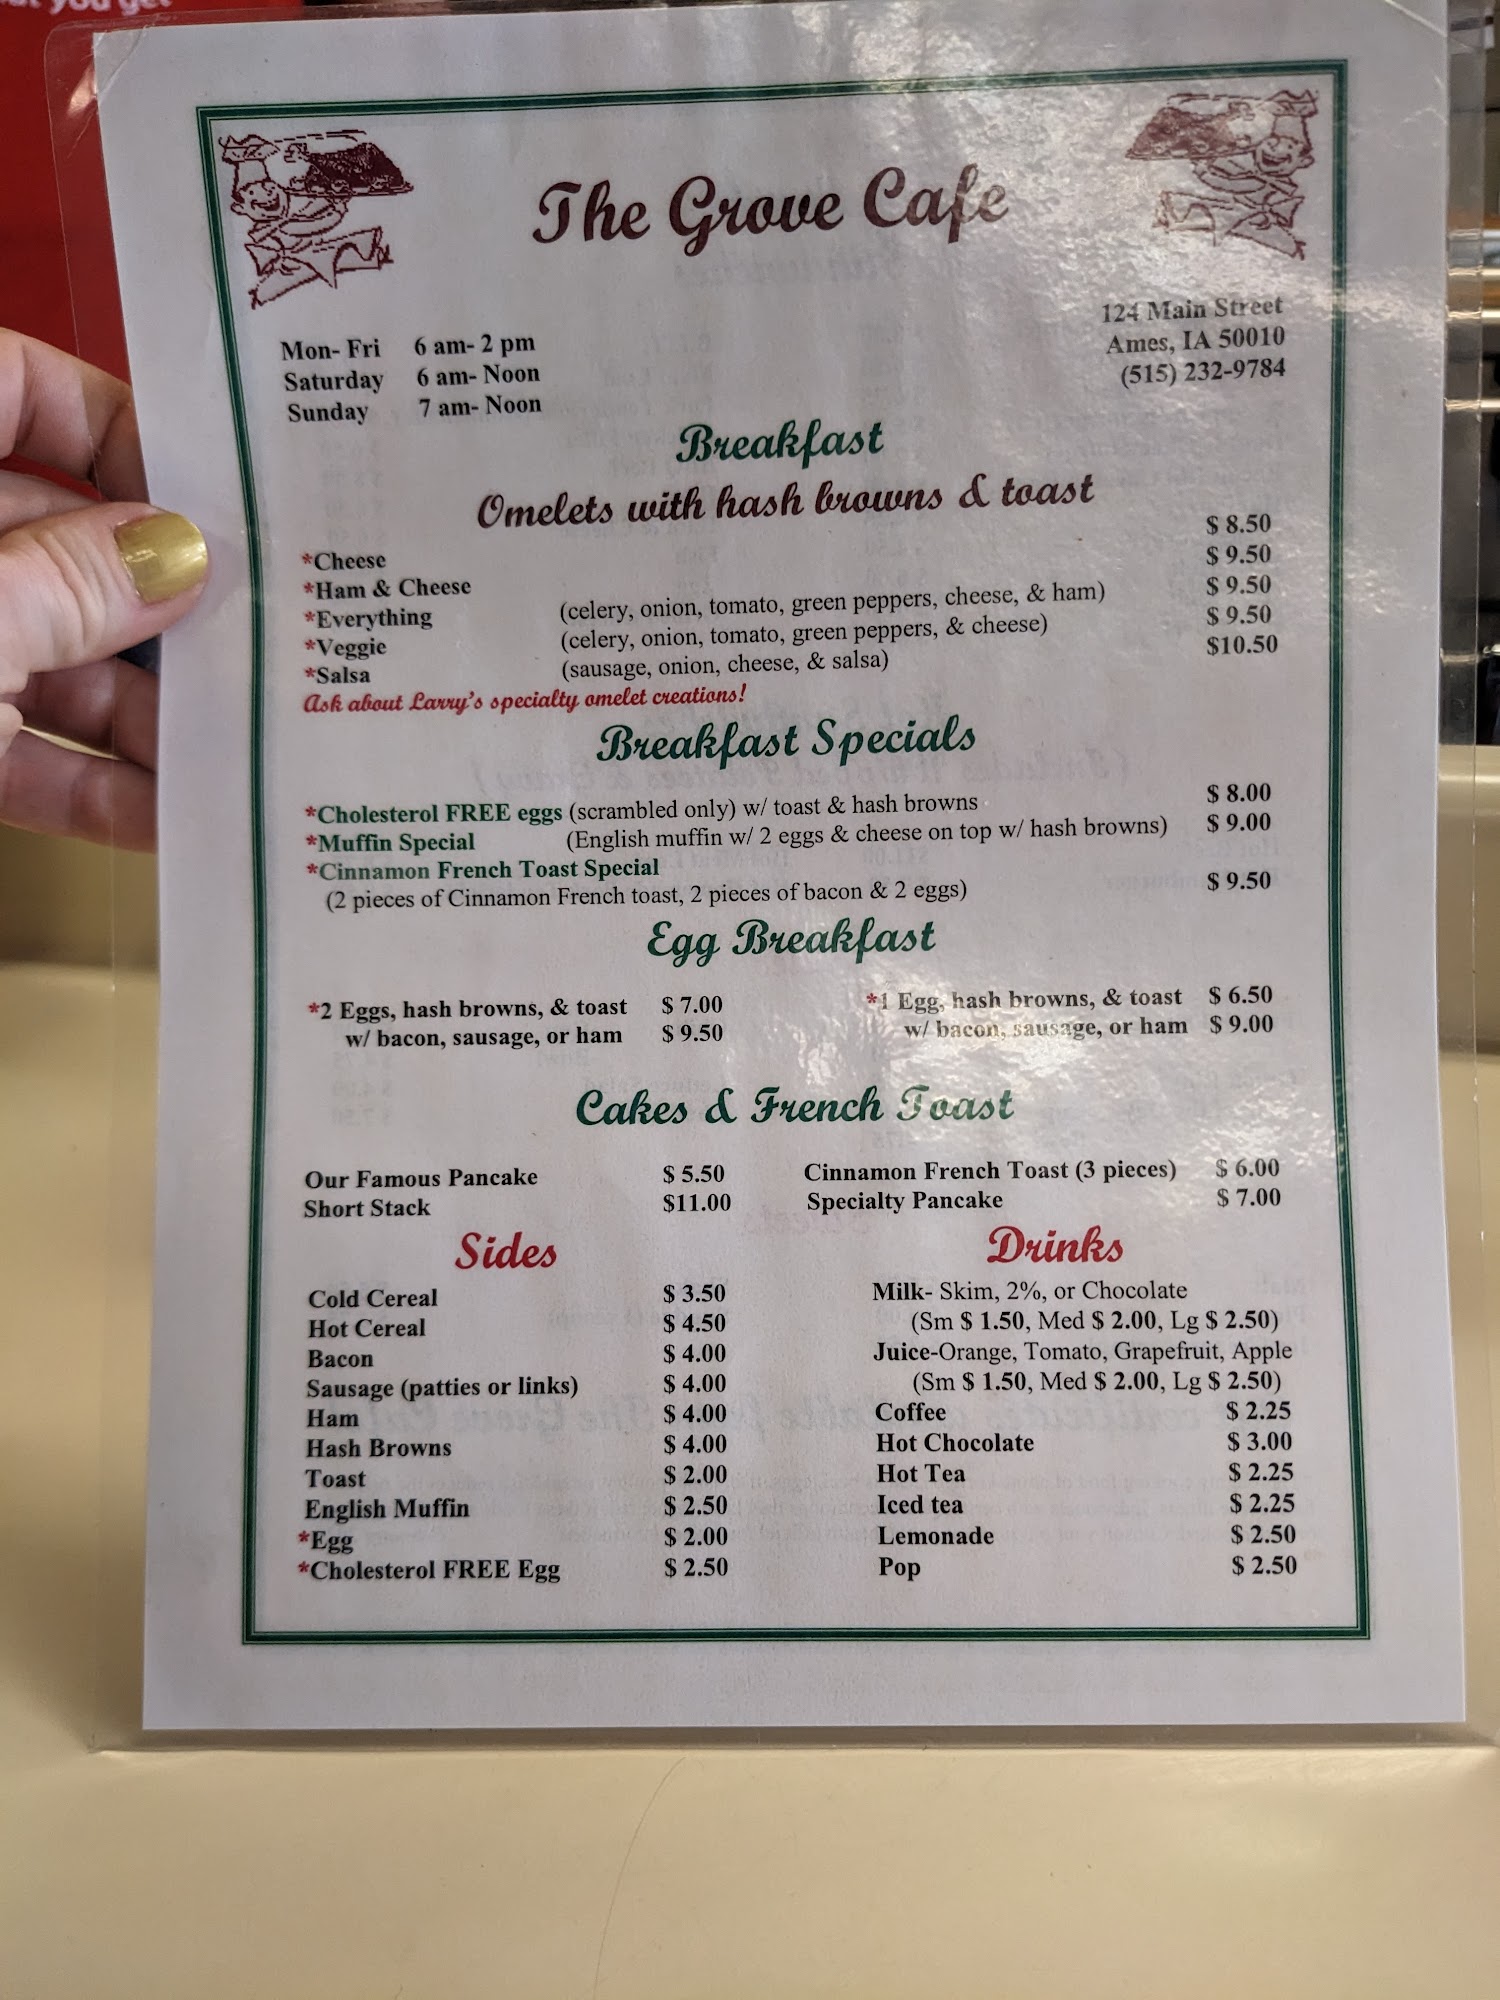 The Grove Cafe
Mon- Fri 6 am- 2 pm
Saturday 6 am- Noon
Sunday 7 am- Noon
124 Main Street
Ames, IA 50010
(515) 232-9784
Breakfast
Omelets with hash browns & toast
*Cheese $ 8.50
*Ham & Cheese $ 9.50
*Everything (celery, onion, tomato, green peppers, cheese, & ham) $ 9.50
*Veggie (celery, onion, tomato, green peppers, & cheese) $ 9.50
*Salsa (sausage, onion, cheese, & salsa) $10.50
Ask about Larry's specialty omelet creations!
Breakfast Specials
*Cholesterol FREE eggs (scrambled only) w/ toast & hash browns $ 8.00
*Muffin Special (English muffin w/ 2 eggs & cheese on top w/ hash browns) $ 9.00
*Cinnamon French Toast Special
(2 pieces of Cinnamon French toast, 2 pieces of bacon & 2 eggs) $ 9.50
Egg Breakfast
*2 Eggs, hash browns, & toast $ 7.00
w/ bacon, sausage, or ham $ 9.50
*1 Egg, hash browns, & toast $ 6.50
w/ bacon, sausage, or ham $ 9.00
Cakes & French Toast
Our Famous Pancake $ 5.50
Short Stack $11.00
Cinnamon French Toast (3 pieces) $ 6.00
Specialty Pancake $ 7.00
Sides
Cold Cereal $ 3.50
Hot Cereal $ 4.50
Bacon $ 4.00
Sausage (patties or links) $ 4.00
Ham $ 4.00
Hash Browns $ 4.00
Toast $ 2.00
English Muffin $ 2.50
*Egg $ 2.00
*Cholesterol FREE Egg $ 2.50
Drinks
Milk- Skim, 2%, or Chocolate
(Sm $ 1.50, Med $ 2.00, Lg $ 2.50)
Juice-Orange, Tomato, Grapefruit, Apple
(Sm $ 1.50, Med $ 2.00, Lg $ 2.50)
Coffee $ 2.25
Hot Chocolate $ 3.00
Hot Tea $ 2.25
Iced tea $ 2.25
Lemonade $ 2.50
Pop $ 2.50